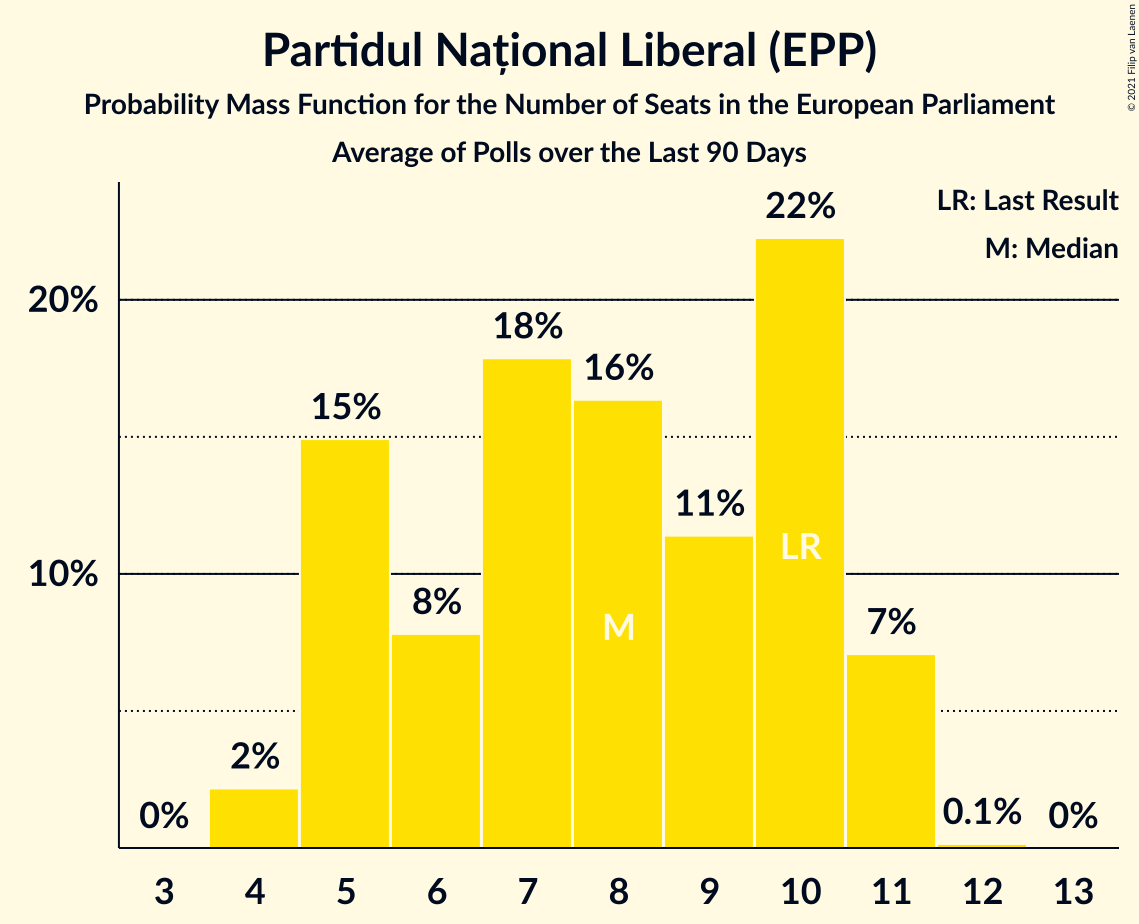 Partidul Național Liberal (EPP)
Probability Mass Function for the Number of Seats in the European Parliament
Average of Polls over the Last 90 Days
© 2021 Filip van Laenen
LR: Last Result
M: Median
22%
20%
18%
16%
15%
11%
LR
10%
8%
7%
M
2%
0%
0.1%
0%
3 4 5 6 7 8 9 10 11 12 13